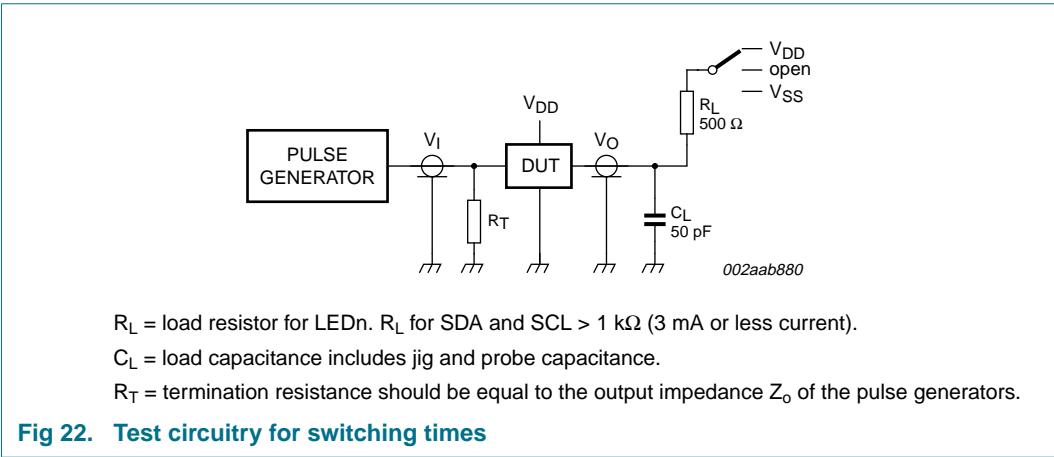 V_DD
open
V_SS
R_L
500 Ω
V_DD
V_I
V_O
PULSE
GENERATOR
DUT
R_T
C_L
50 pF
002aab880
R_L = load resistor for LEDn. R_L for SDA and SCL > 1 kΩ (3 mA or less current).
C_L = load capacitance includes jig and probe capacitance.
R_T = termination resistance should be equal to the output impedance Z_o of the pulse generators.
Fig 22. Test circuitry for switching times